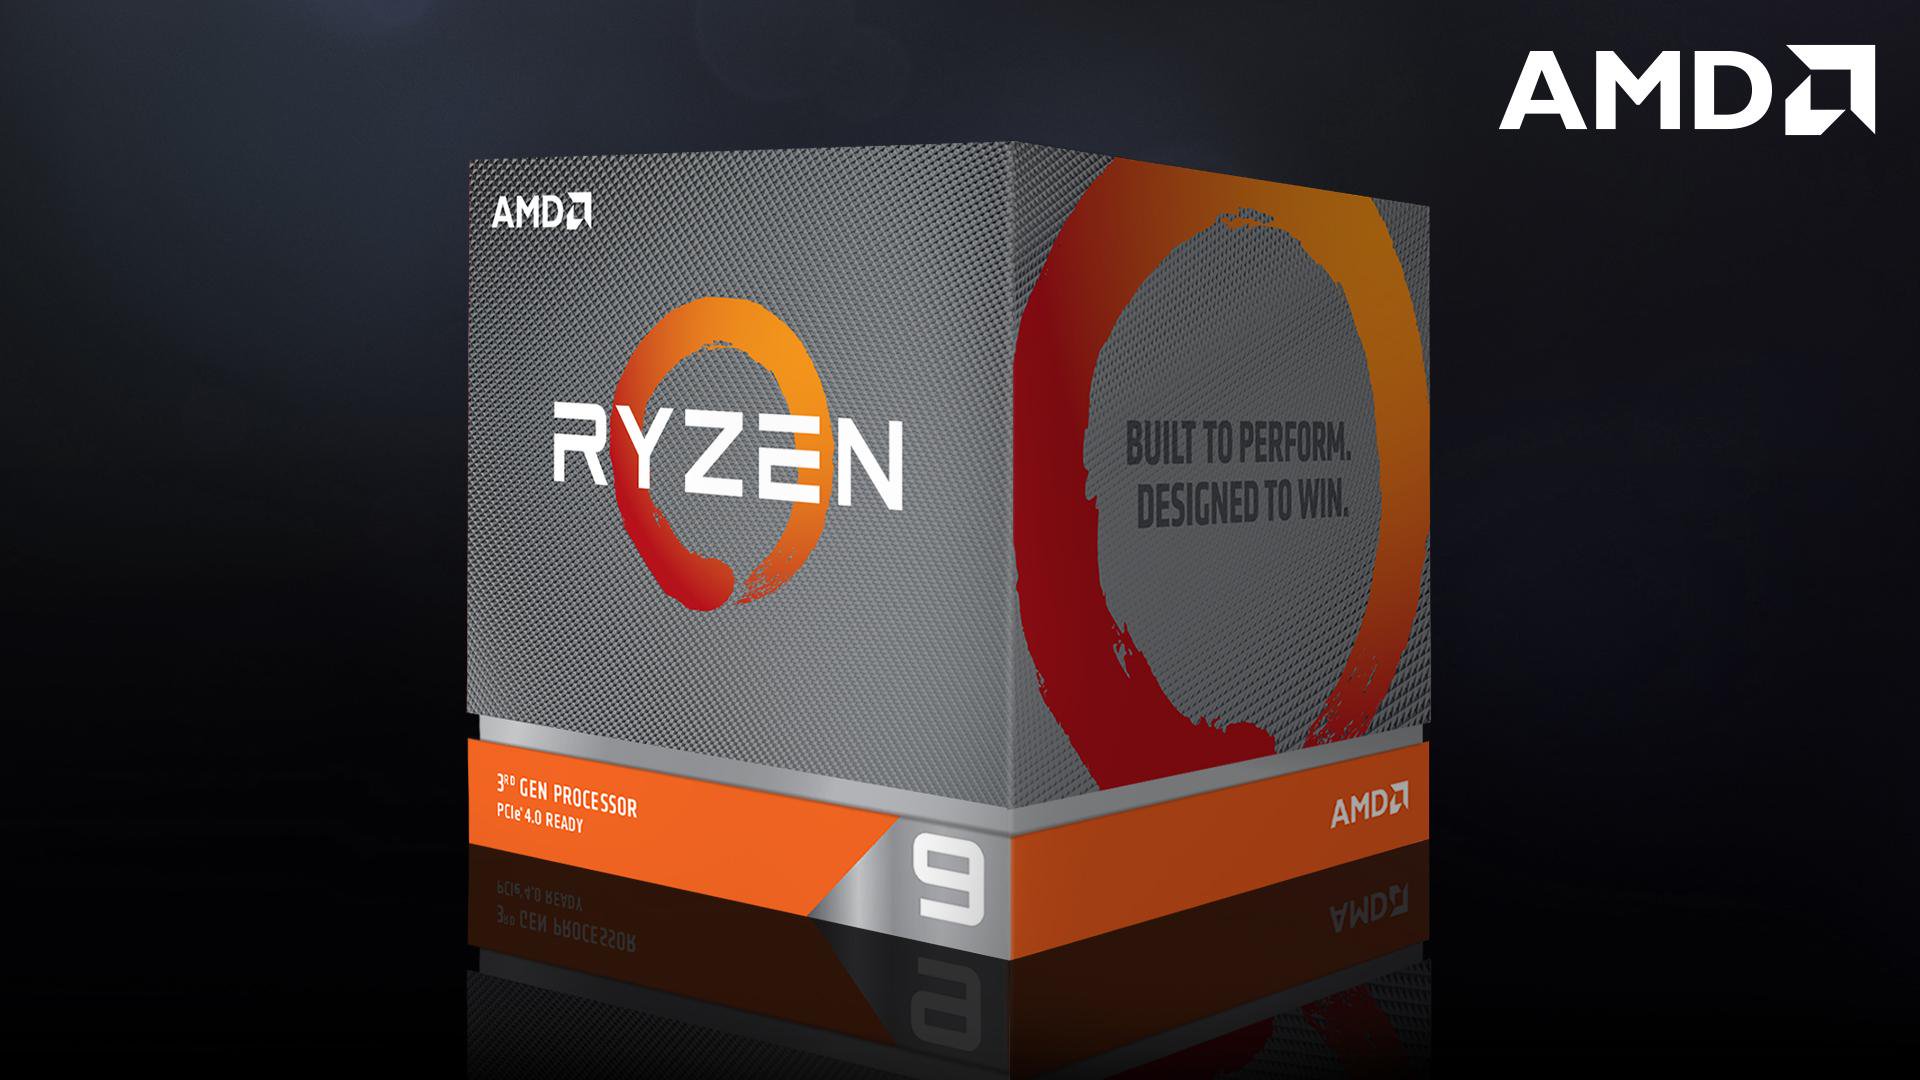 AMD
AMD
RYZEN
BUILT TO PERFORM.
DESIGNED TO WIN.
3RD GEN PROCESSOR
PCIe® 4.0 READY
9
AMD